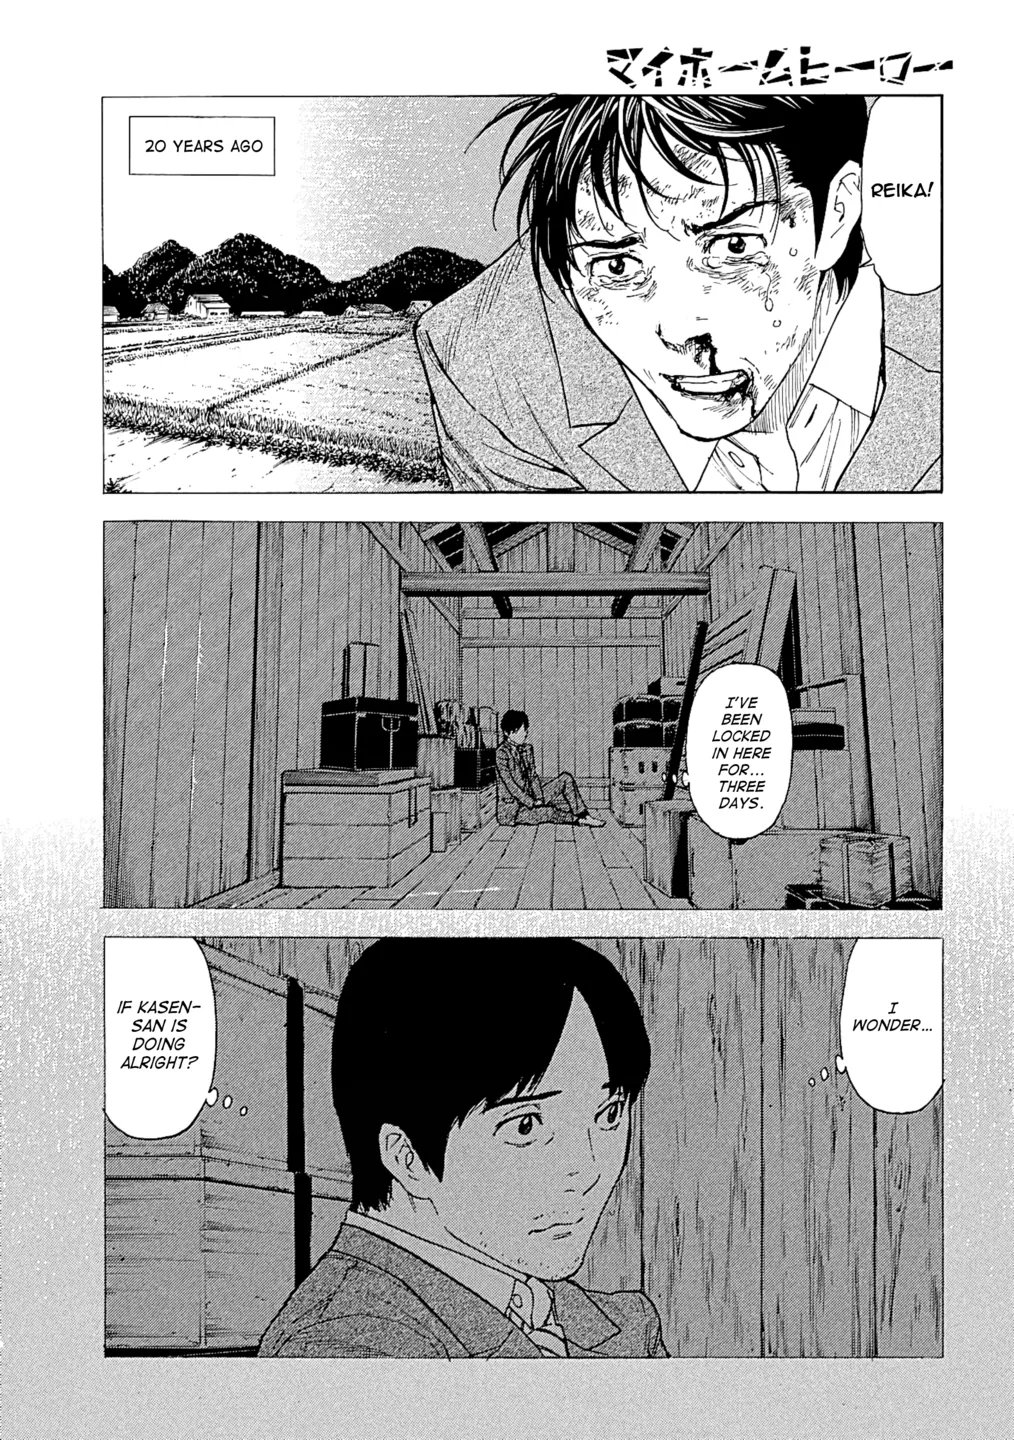 マイホームヒーロー
20 YEARS AGO
REIKA!
I'VE
BEEN
LOCKED
IN HERE
FOR...
THREE
DAYS.
I
WONDER...
IF KASEN-
SAN IS
DOING
ALRIGHT?